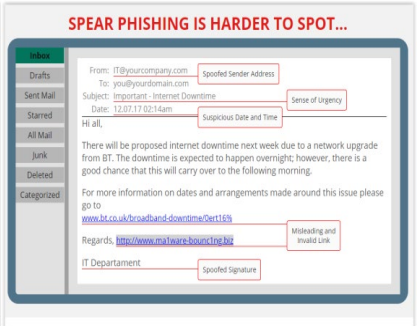 SPEAR PHISHING IS HARDER TO SPOT...
Inbox
Drafts
Sent Mail
Starred
All Mail
Junk
Deleted
Categorized
From: IT@yourcompany.com
Spoofed Sender Address
To: you@yourdomain.com
Subject: Important - Internet Downtime
Sense of Urgency
Date: 12.07.17 02:14am
Suspicious Date and Time
Hi all,
There will be proposed internet downtime next week due to a network upgrade
from BT. The downtime is expected to happen overnight; however, there is a
good chance that this will carry over to the following morning.
For more information on dates and arrangements made around this issue please
go to
www.bt.co.uk/broadband-downtime/0ert16%
Misleading and
Invalid Link
Regards, http://www.ma1ware-bounc1ng.biz
IT Departament
Spoofed Signature